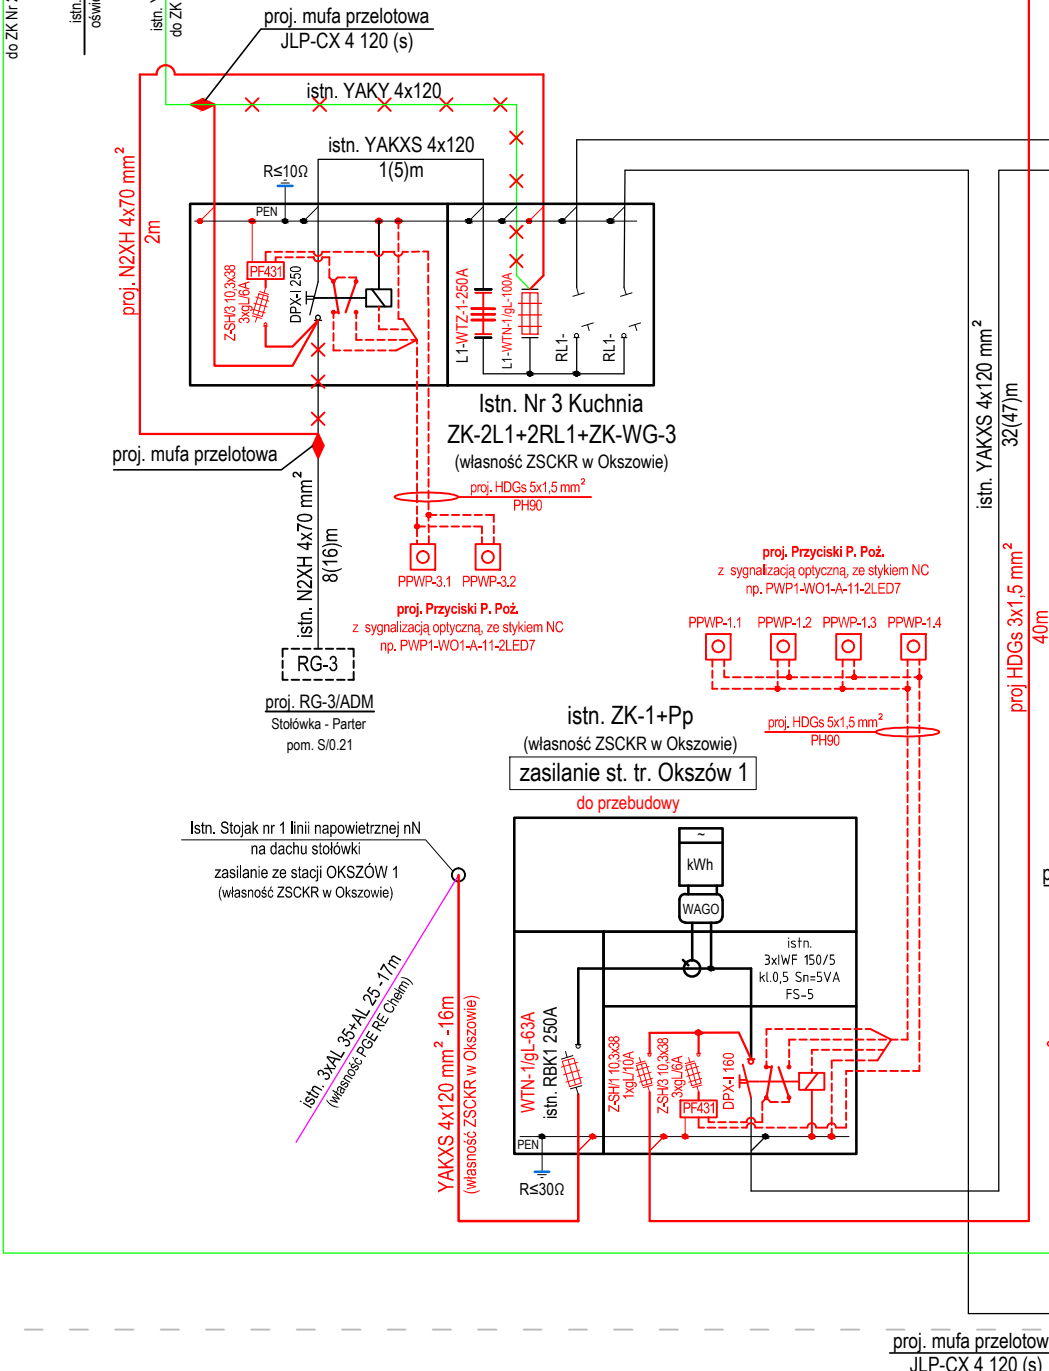 do ZK Nr 2
istn.
oświ
istn. Y
do ZK
proj. mufa przelotowa
JLP-CX 4 120 (s)
istn. YAKY 4x120
istn. YAKXS 4x120
1(5)m
R≤10Ω
PEN
proj. N2XH 4x70 mm²
2m
Z-SH/3 10,3x38
3xgL/6A
PF431
DPX-I 250
L1-WTZ-1-250A
L1-WTN-1/gL-100A
RL1-
RL1-
Istn. Nr 3 Kuchnia
ZK-2L1+2RL1+ZK-WG-3
(własność ZSCKR w Okszowie)
proj. mufa przelotowa
istn. N2XH 4x70 mm²
8(16)m
proj. HDGs 5x1,5 mm²
PH90
PPWP-3.1
PPWP-3.2
proj. Przyciski P. Poż.
z sygnalizacją optyczną, ze stykiem NC
np. PWP1-WO1-A-11-2LED7
RG-3
proj. RG-3/ADM
Stołówka - Parter
pom. S/0.21
istn. YAKXS 4x120 mm²
32(47)m
proj HDGs 3x1,5 mm²
40m
proj. Przyciski P. Poż.
z sygnalizacją optyczną, ze stykiem NC
np. PWP1-WO1-A-11-2LED7
PPWP-1.1
PPWP-1.2
PPWP-1.3
PPWP-1.4
proj. HDGs 5x1,5 mm²
PH90
istn. ZK-1+Pp
(własność ZSCKR w Okszowie)
zasilanie st. tr. Okszów 1
do przebudowy
Istn. Stojak nr 1 linii napowietrznej nN
na dachu stołówki
zasilanie ze stacji OKSZÓW 1
(własność ZSCKR w Okszowie)
istn. 3xAL 35+AL 25 -17m
(własność PGE RE Chełm)
YAKXS 4x120 mm² -16m
(własność ZSCKR w Okszowie)
~
kWh
WAGO
istn.
3xIWF 150/5
kl.0,5 Sn=5VA
FS-5
WTN-1/gL-63A
istn. RBK1 250A
Z-SH/1 10,3x38
1xgL/10A
Z-SH/3 10,3x38
3xgL/6A
PF431
DPX-I 160
PEN
R≤30Ω
proj. mufa przelotow
JLP-CX 4 120 (s)